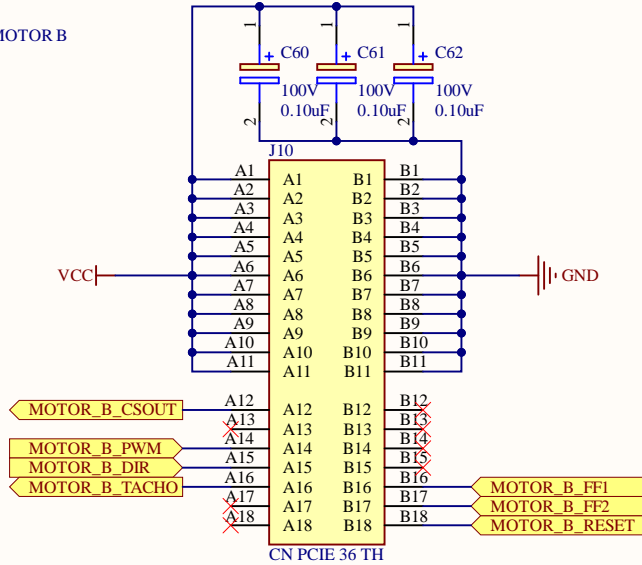 MOTOR B
1 1 1
C60 C61 C62
100V 100V 100V
0.10uF 0.10uF 0.10uF
2 2 2
J10
A1 A1 B1 B1
A2 A2 B2 B2
A3 A3 B3 B3
A4 A4 B4 B4
A5 A5 B5 B5
VCC A6 A6 B6 B6 GND
A7 A7 B7 B7
A8 A8 B8 B8
A9 A9 B9 B9
A10 A10 B10 B10
A11 A11 B11 B11
MOTOR_B_CSOUT A12 A12 B12 B12
A13 A13 B13 B13
MOTOR_B_PWM A14 A14 B14 B14
MOTOR_B_DIR A15 A15 B15 B15
MOTOR_B_TACHO A16 A16 B16 B16 MOTOR_B_FF1
A17 A17 B17 B17 MOTOR_B_FF2
A18 A18 B18 B18 MOTOR_B_RESET
CN PCIE 36 TH